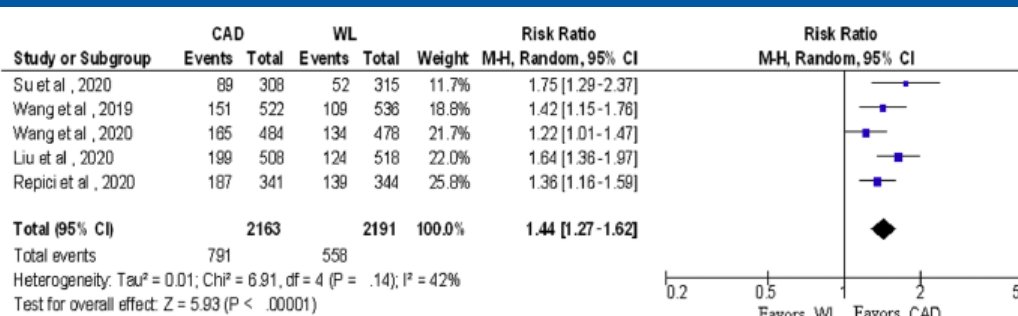 CAD WL Risk Ratio Risk Ratio
Study or Subgroup Events Total Events Total Weight M-H, Random, 95% CI M-H, Random, 95% CI
Su et al , 2020 89 308 52 315 11.7% 1.75 [1.29-2.37]
Wang et al , 2019 151 522 109 536 18.8% 1.42 [1.15-1.76]
Wang et al , 2020 165 484 134 478 21.7% 1.22 [1.01-1.47]
Liu et al , 2020 199 508 124 518 22.0% 1.64 [1.36-1.97]
Repici et al , 2020 187 341 139 344 25.8% 1.36 [1.16-1.59]
Total (95% CI) 2163 2191 100.0% 1.44 [1.27-1.62]
Total events 791 558
Heterogeneity: Tau² = 0.01; Chi² = 6.91, df = 4 (P = .14); I² = 42%
Test for overall effect: Z = 5.93 (P < .00001)
0.2 0.5 1 2 5
Favors WL Favors CAD